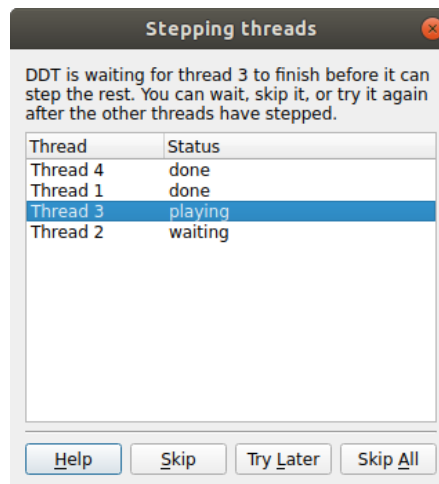 Stepping threads
DDT is waiting for thread 3 to finish before it can
step the rest. You can wait, skip it, or try it again
after the other threads have stepped.
Thread Status
Thread 4 done
Thread 1 done
Thread 3 playing
Thread 2 waiting
Help Skip Try Later Skip All